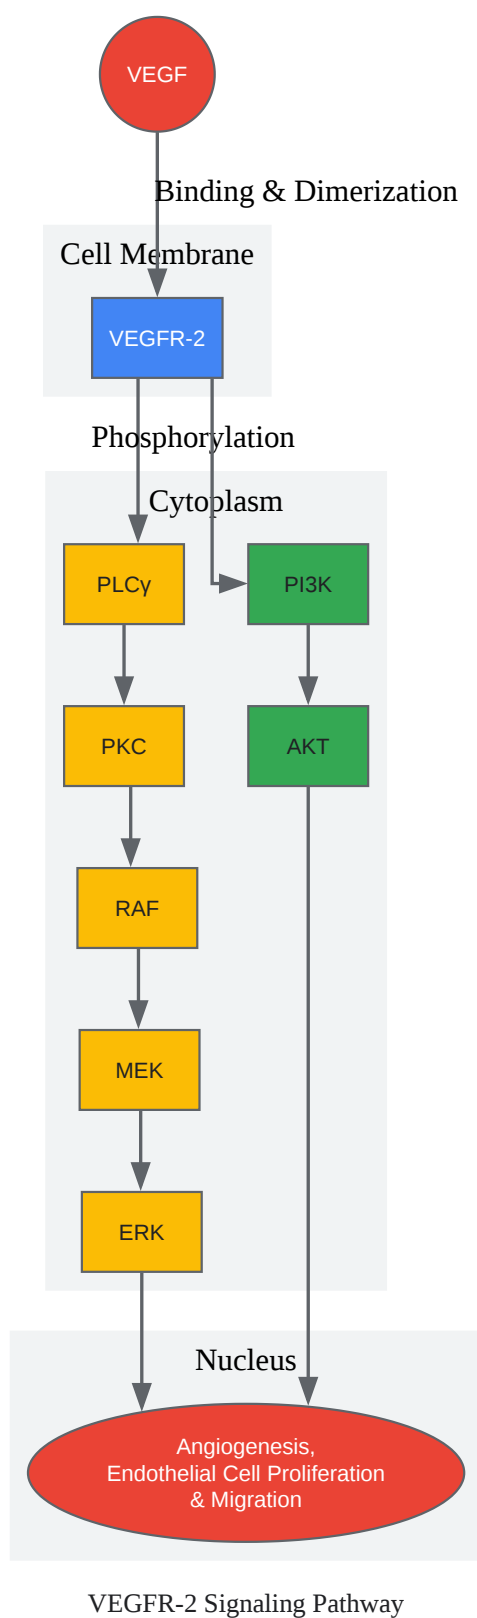 VEGF
Binding & Dimerization
Cell Membrane
VEGFR-2
Phosphorylation
Cytoplasm
PLCγ
PI3K
PKC
AKT
RAF
MEK
ERK
Nucleus
Angiogenesis,
Endothelial Cell Proliferation
& Migration
VEGFR-2 Signaling Pathway